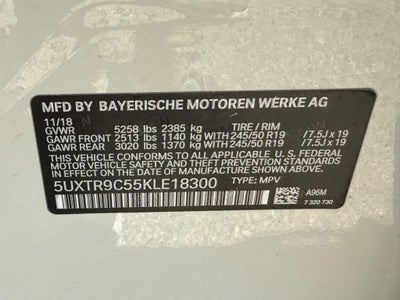 MFD BY BAYERISCHE MOTOREN WERKE AG
11/18
GVWR 5258 lbs 2385 kg TIRE / RIM
GAWR FRONT 2513 lbs 1140 kg WITH 245/50 R19 /7.5J x 19
GAWR REAR 3020 lbs 1370 kg WITH 245/50 R19 /7.5J x 19
THIS VEHICLE CONFORMS TO ALL APPLICABLE U.S. FEDERAL
MOTOR VEHICLE SAFETY, BUMPER, AND THEFT PREVENTION
STANDARDS IN EFFECT ON THE DATE OF MANUFACTURE SHOWN ABOVE.
5UXTR9C55KLE18300 TYPE: MPV
A96M
7 320 730